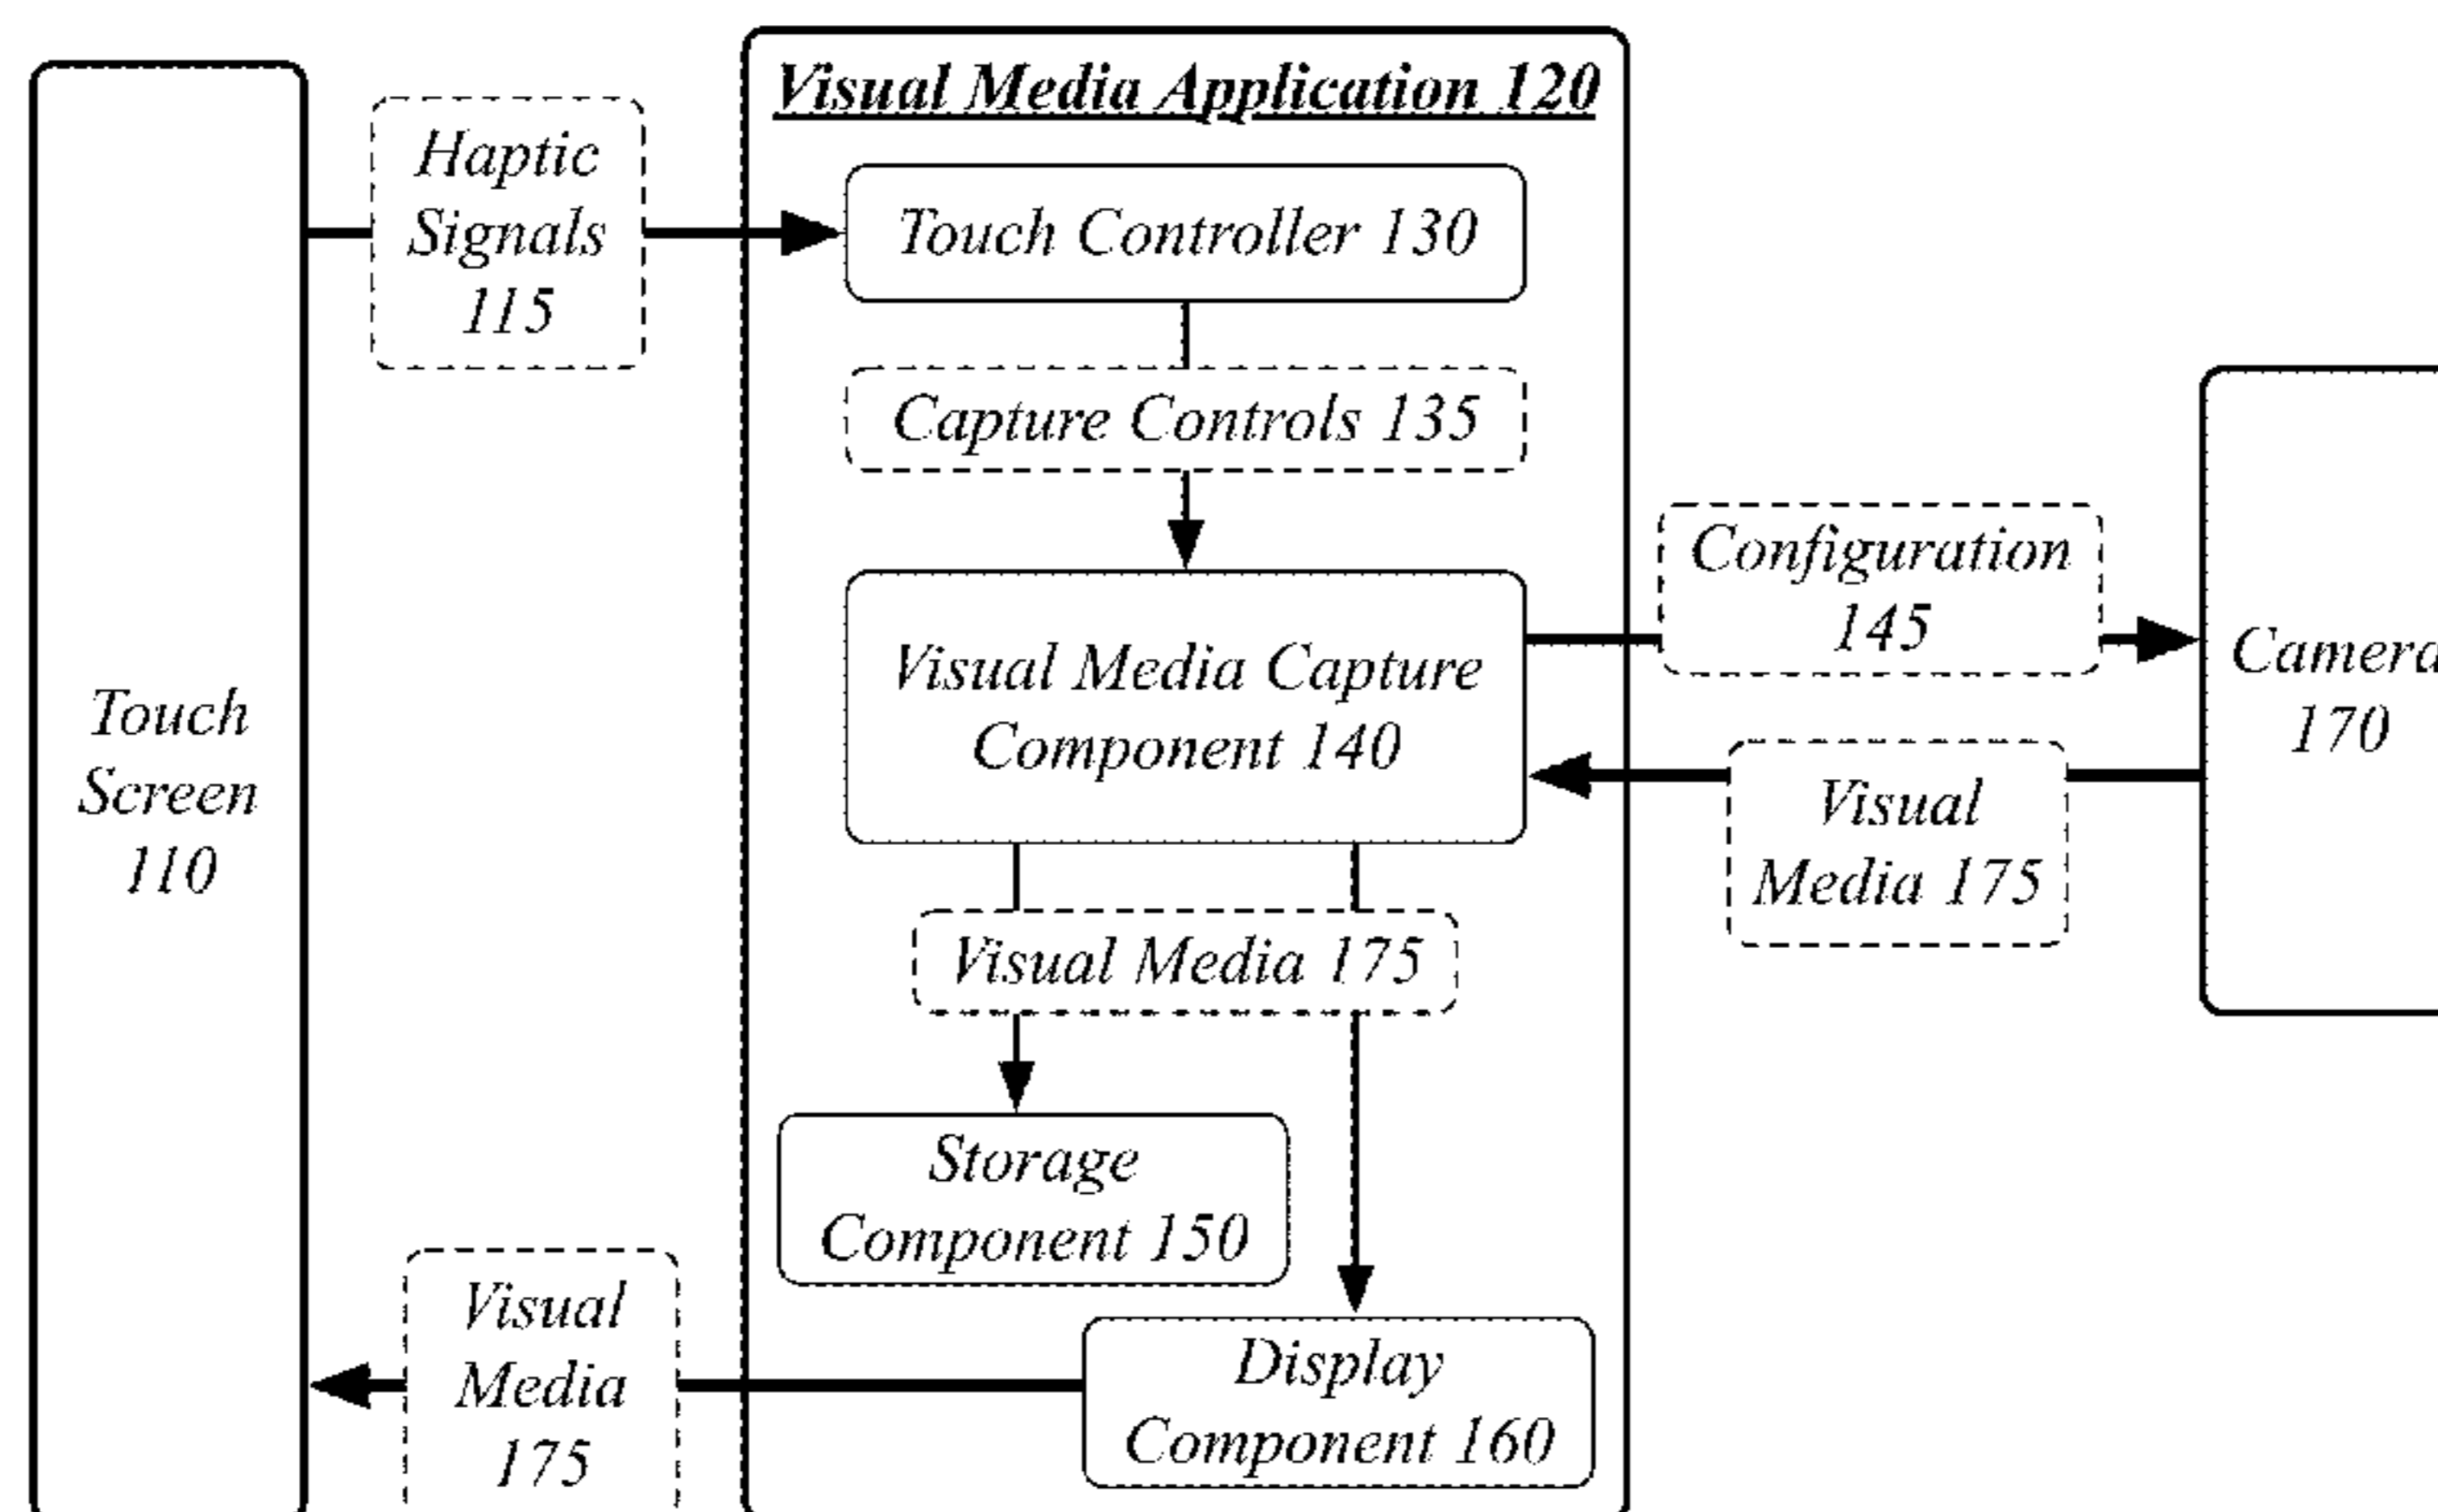 Visual Media Application 120
Haptic
Signals
115
Touch Controller 130
Capture Controls 135
Configuration
145
Visual Media Capture
Component 140
Camera
170
Touch
Screen
110
Visual
Media 175
Visual Media 175
Storage
Component 150
Visual
Media
175
Display
Component 160